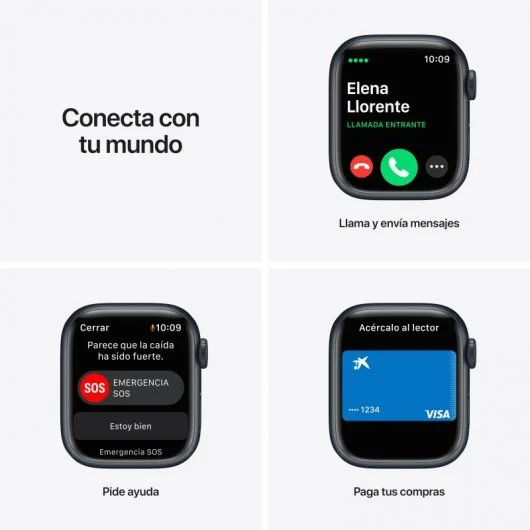 Conecta con
tu mundo
10:09
Elena
Llorente
LLAMADA ENTRANTE
Llama y envía mensajes
Cerrar 10:09
Parece que la caída
ha sido fuerte.
SOS EMERGENCIA
SOS
Estoy bien
Emergencia SOS
Pide ayuda
Acércalo al lector
•••• 1234
VISA
Paga tus compras